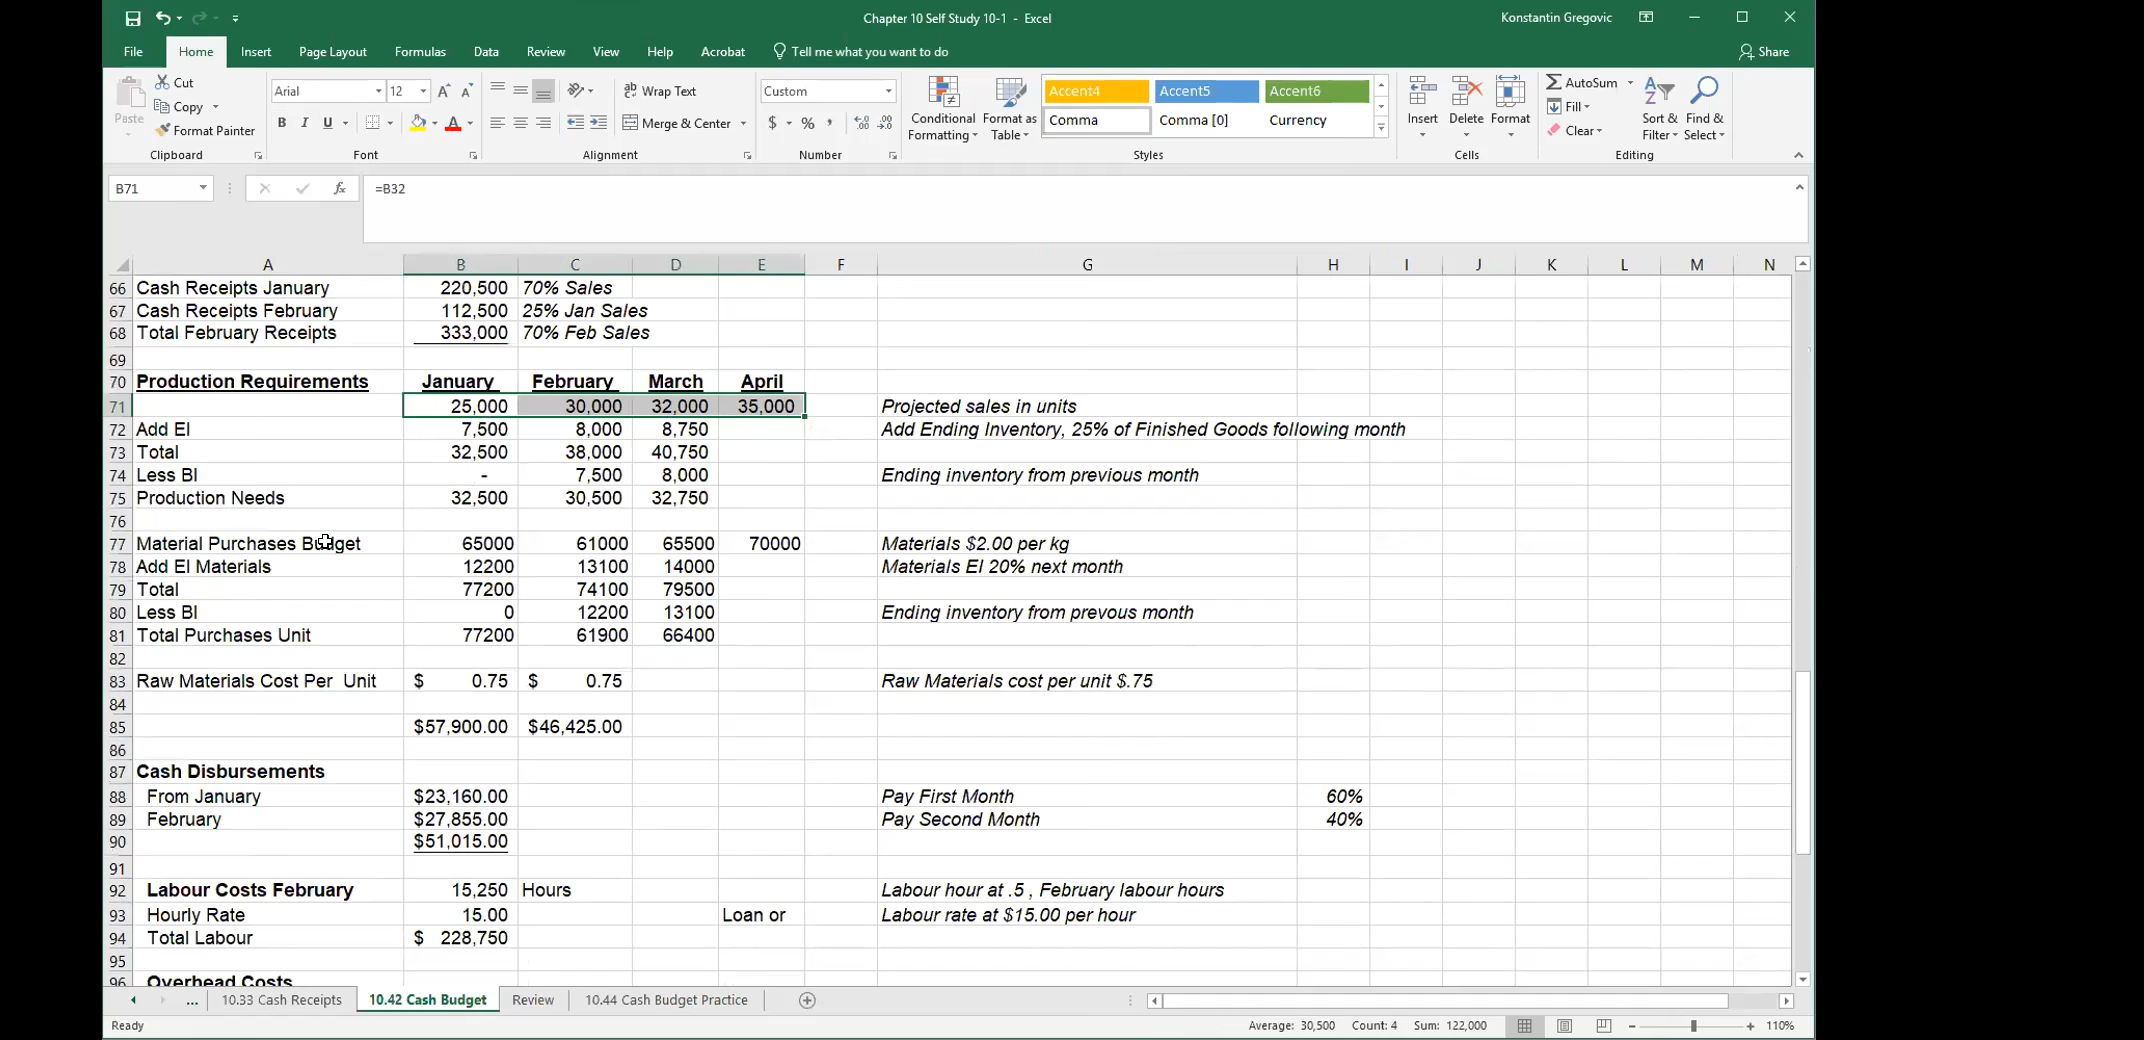 Chapter 10 Self Study 10-1 - Excel
Konstantin Gregovic
File Home Insert Page Layout Formulas Data Review View Help Acrobat Tell me what you want to do Share
Paste
Cut
Copy
Format Painter
Clipboard
Arial 12
B I U
Font
Wrap Text
Merge & Center
Alignment
Custom
$ % ,
Number
Conditional Formatting
Format as Table
Accent4 Accent5 Accent6
Comma Comma [0] Currency
Styles
Insert Delete Format
Cells
AutoSum
Fill
Clear
Sort & Filter
Find & Select
Editing
B71 fx =B32
A B C D E F G H I J K L M N
66 Cash Receipts January 220,500 70% Sales
67 Cash Receipts February 112,500 25% Jan Sales
68 Total February Receipts 333,000 70% Feb Sales
69
70 Production Requirements January February March April
71 25,000 30,000 32,000 35,000 Projected sales in units
72 Add EI 7,500 8,000 8,750 Add Ending Inventory, 25% of Finished Goods following month
73 Total 32,500 38,000 40,750
74 Less BI - 7,500 8,000 Ending inventory from previous month
75 Production Needs 32,500 30,500 32,750
76
77 Material Purchases Budget 65000 61000 65500 70000 Materials $2.00 per kg
78 Add EI Materials 12200 13100 14000 Materials EI 20% next month
79 Total 77200 74100 79500
80 Less BI 0 12200 13100 Ending inventory from prevous month
81 Total Purchases Unit 77200 61900 66400
82
83 Raw Materials Cost Per Unit $ 0.75 $ 0.75 Raw Materials cost per unit $.75
84
85 $57,900.00 $46,425.00
86
87 Cash Disbursements
88 From January $23,160.00 Pay First Month 60%
89 February $27,855.00 Pay Second Month 40%
90 $51,015.00
91
92 Labour Costs February 15,250 Hours Labour hour at .5 , February labour hours
93 Hourly Rate 15.00 Loan or Labour rate at $15.00 per hour
94 Total Labour $ 228,750
95
96 Overhead Costs
... 10.33 Cash Receipts 10.42 Cash Budget Review 10.44 Cash Budget Practice
Ready Average: 30,500 Count: 4 Sum: 122,000 110%